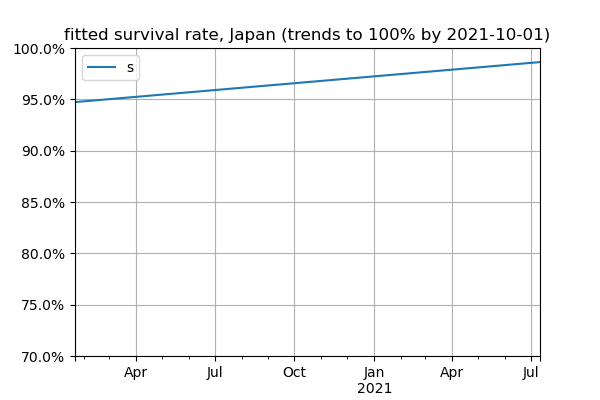 fitted survival rate, Japan (trends to 100% by 2021-10-01)
100.0%
s
95.0%
90.0%
85.0%
80.0%
75.0%
70.0%
Apr Jul Oct Jan Apr Jul
2021